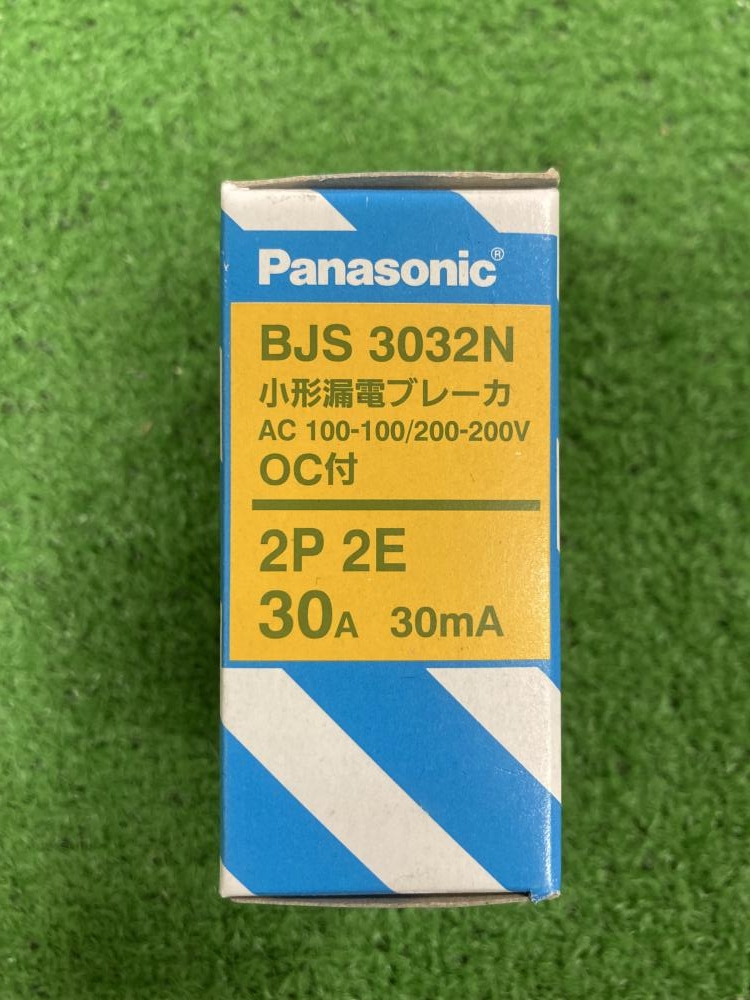 Panasonic®
BJS 3032N
小形漏電ブレーカ
AC 100-100/200-200V
OC付
2P 2E
30A 30mA